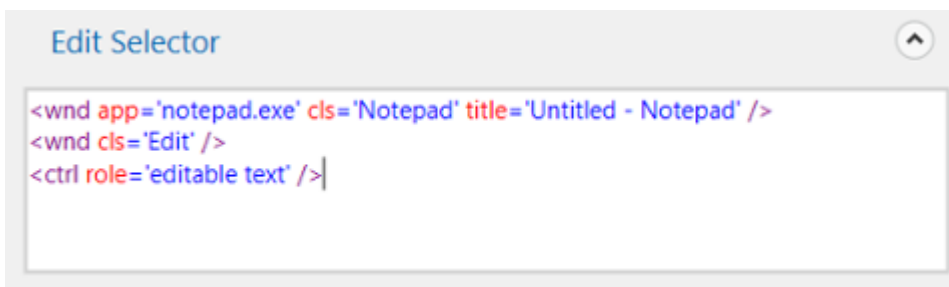 Edit Selector
<wnd app='notepad.exe' cls='Notepad' title='Untitled - Notepad' />
<wnd cls='Edit' />
<ctrl role='editable text' />